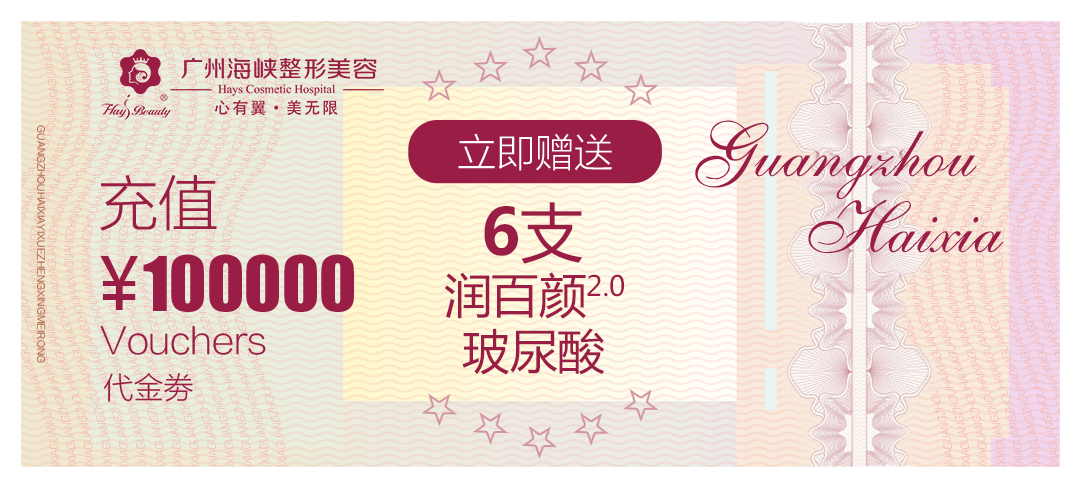 广州海峡整形美容
Hays Cosmetic Hospital
心有翼·美无限
Hays Beauty®
GUANGZHOUHAIXIAYIXUEZHENGXINGMEIRONG
充值
¥100000
Vouchers
代金券
立即赠送
6支
润百颜2.0
玻尿酸
Guangzhou
Haixia